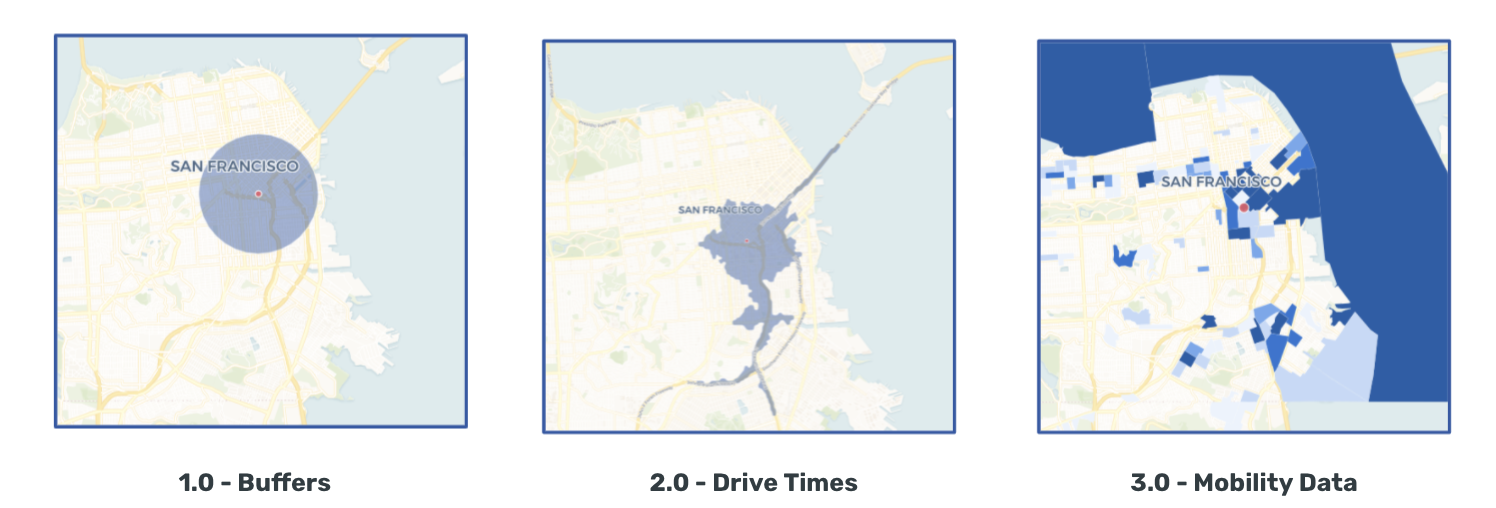 SAN FRANCISCO
SAN FRANCISCO
SAN FRANCISCO
1.0 - Buffers
2.0 - Drive Times
3.0 - Mobility Data